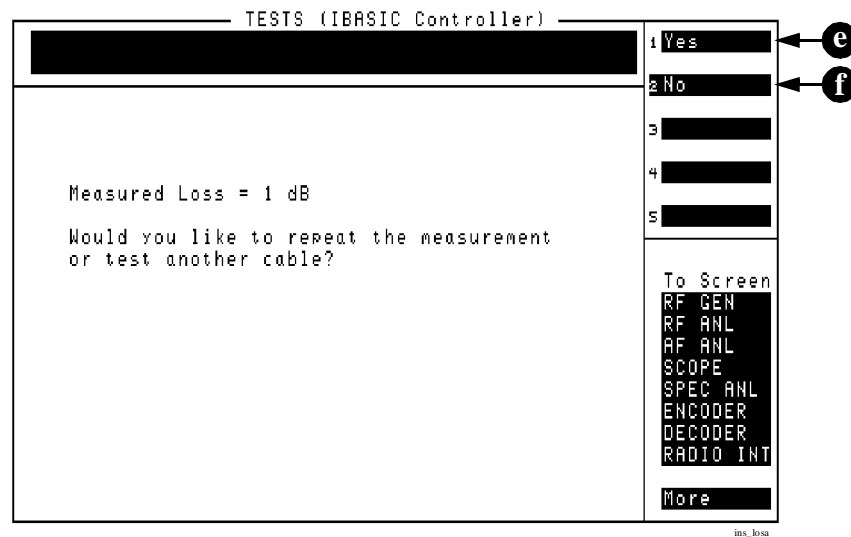 TESTS (IBASIC Controller)
1 Yes
e
2 No
f
3
4
5
Measured Loss = 1 dB
Would you like to repeat the measurement
or test another cable?
To Screen
RF GEN
RF ANL
AF ANL
SCOPE
SPEC ANL
ENCODER
DECODER
RADIO INT
More
ins_losa